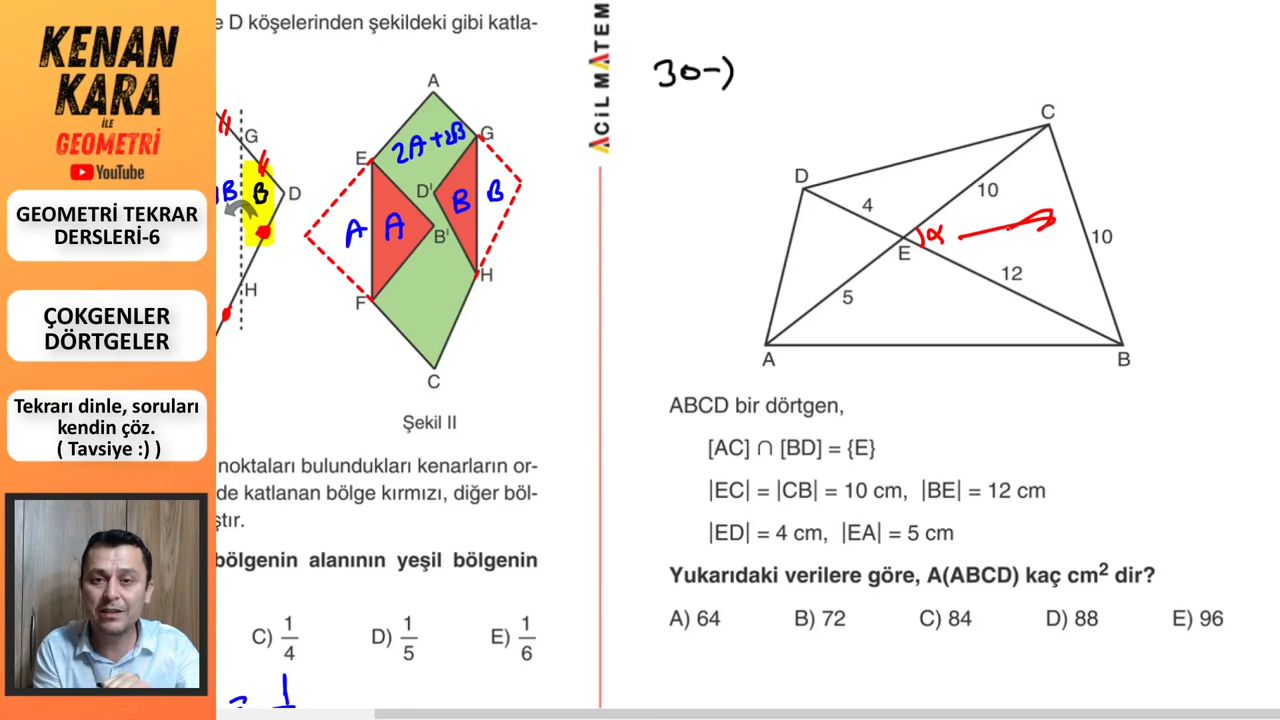 KENAN
KARA
İLE
GEOMETRİ
YouTube
GEOMETRİ TEKRAR
DERSLERİ-6
ÇOKGENLER
DÖRTGELER
Tekrarı dinle, soruları
kendin çöz.
( Tavsiye :) )
e D köşelerinden şekildeki gibi katla-
G
B
B
D
H
A
E
2A+2B
G
D'
A
A
B
B
B'
F
H
C
Şekil II
noktaları bulundukları kenarların or-
de katlanan bölge kırmızı, diğer böl-
ştır.
bölgenin alanının yeşil bölgenin
C) 1/4 D) 1/5 E) 1/6
= 1
ACİL MATEM
30-)
C
D
4
10
α
E
10
5
12
A
B
ABCD bir dörtgen,
[AC] ∩ [BD] = {E}
|EC| = |CB| = 10 cm, |BE| = 12 cm
|ED| = 4 cm, |EA| = 5 cm
Yukarıdaki verilere göre, A(ABCD) kaç cm² dir?
A) 64 B) 72 C) 84 D) 88 E) 96